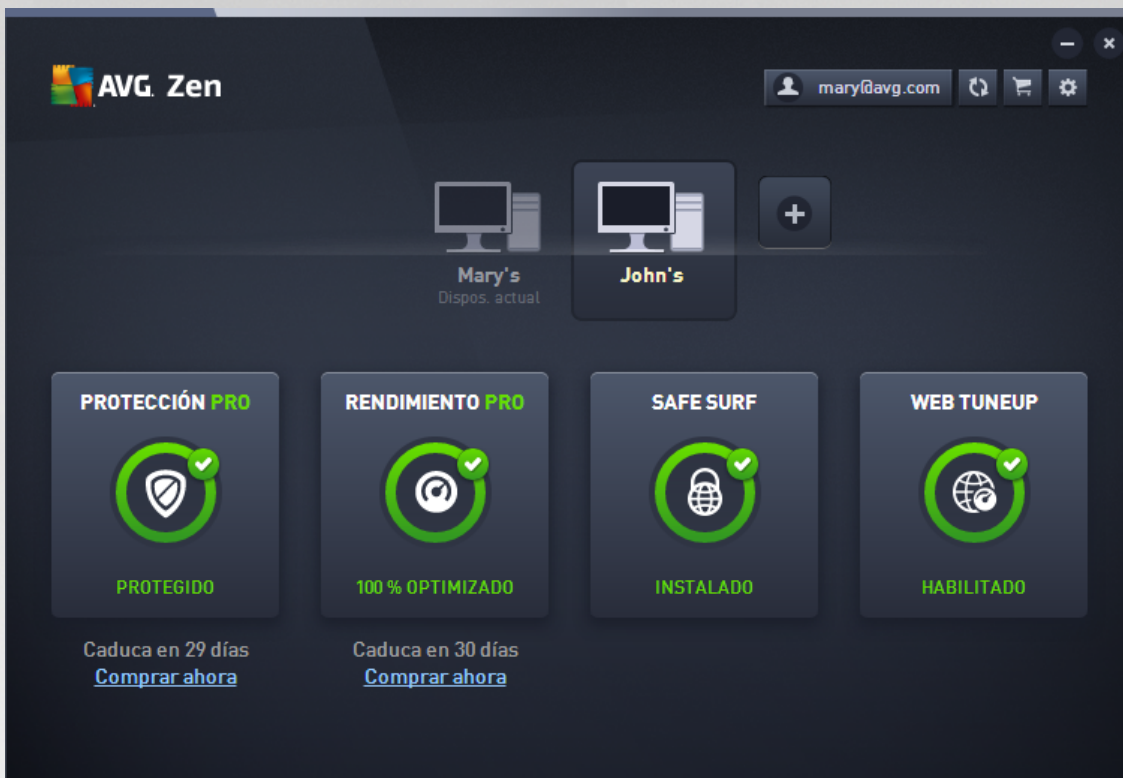 AVG. Zen
mary@avg.com
Mary's
Dispos. actual
John's
PROTECCIÓN PRO
RENDIMIENTO PRO
SAFE SURF
WEB TUNEUP
PROTEGIDO
100 % OPTIMIZADO
INSTALADO
HABILITADO
Caduca en 29 días
Comprar ahora
Caduca en 30 días
Comprar ahora